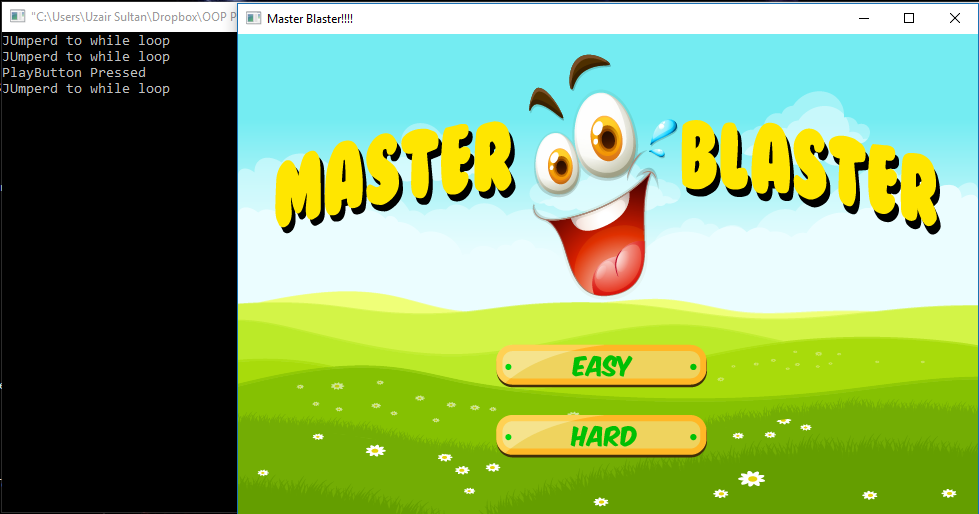 "C:\Users\Uzair Sultan\Dropbox\OOP P
Master Blaster!!!!
JUmperd to while loop
JUmperd to while loop
PlayButton Pressed
JUmperd to while loop
MASTER BLASTER
EASY
HARD